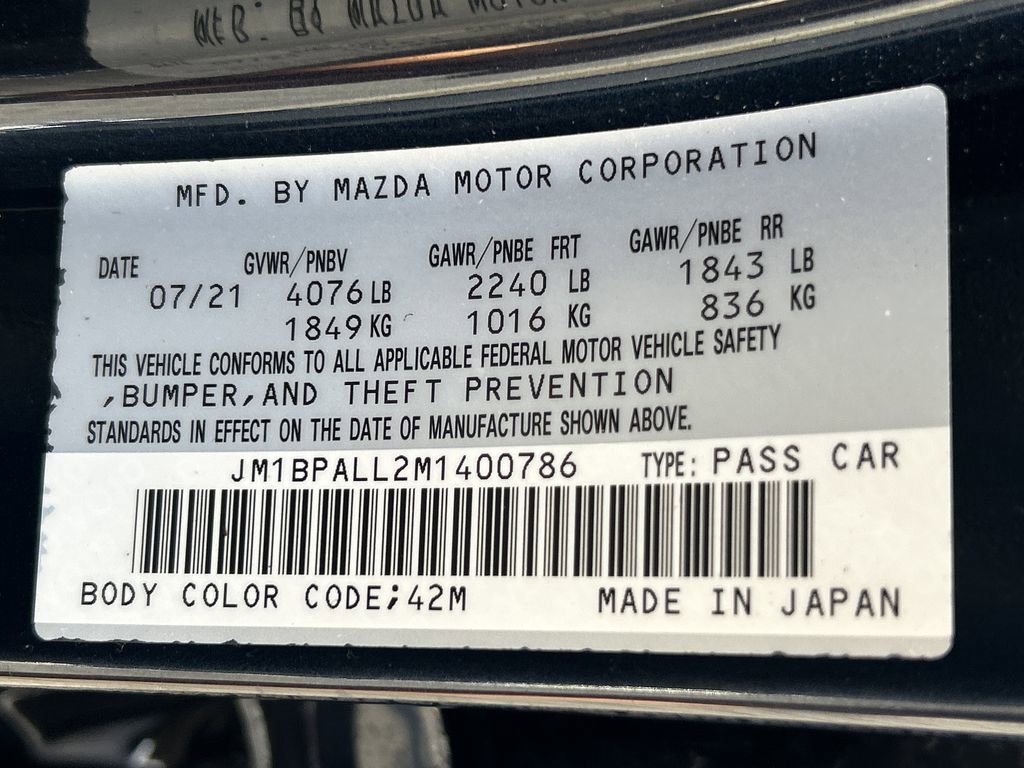 MFD. BY MAZDA MOTOR CORPORATION
DATE GVWR/PNBV GAWR/PNBE FRT GAWR/PNBE RR
07/21 4076 LB 2240 LB 1843 LB
1849 KG 1016 KG 836 KG
THIS VEHICLE CONFORMS TO ALL APPLICABLE FEDERAL MOTOR VEHICLE SAFETY
,BUMPER,AND THEFT PREVENTION
STANDARDS IN EFFECT ON THE DATE OF MANUFACTURE SHOWN ABOVE.
JM1BPALL2M1400786 TYPE: PASS CAR
BODY COLOR CODE;42M MADE IN JAPAN